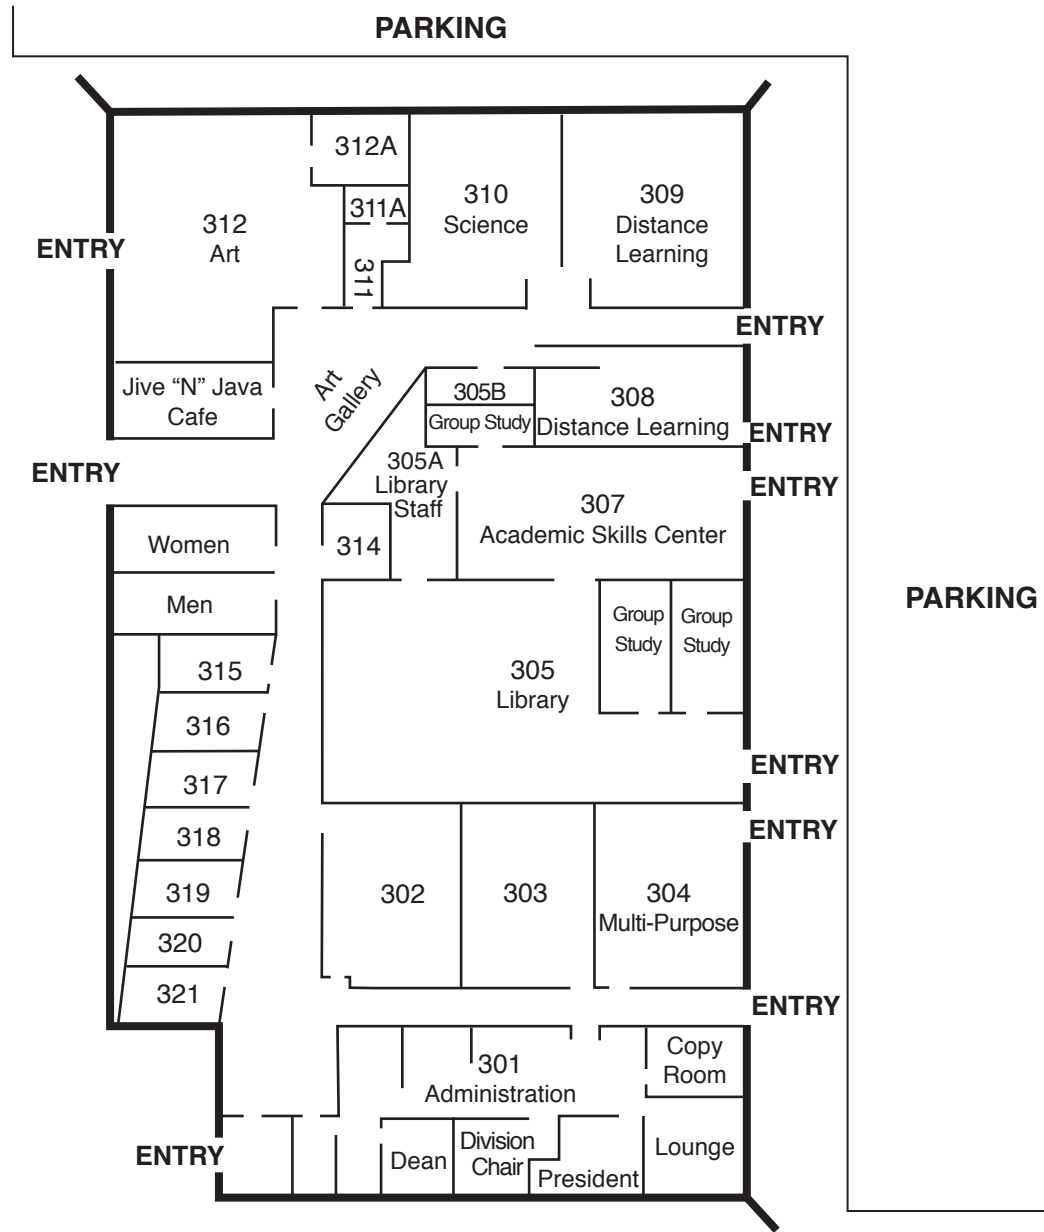 PARKING
312A
311A
310
Science
309
Distance
Learning
312
Art
ENTRY
311
ENTRY
Jive “N” Java
Cafe
Art
Gallery
305B
Group Study
308
Distance Learning
ENTRY
ENTRY
305A
Library
Staff
ENTRY
307
Academic Skills Center
Women
314
Men
PARKING
Group
Study
Group
Study
315
305
Library
316
317
ENTRY
318
ENTRY
319
302
303
304
Multi-Purpose
320
321
ENTRY
301
Administration
Copy
Room
ENTRY
Dean
Division
Chair
President
Lounge